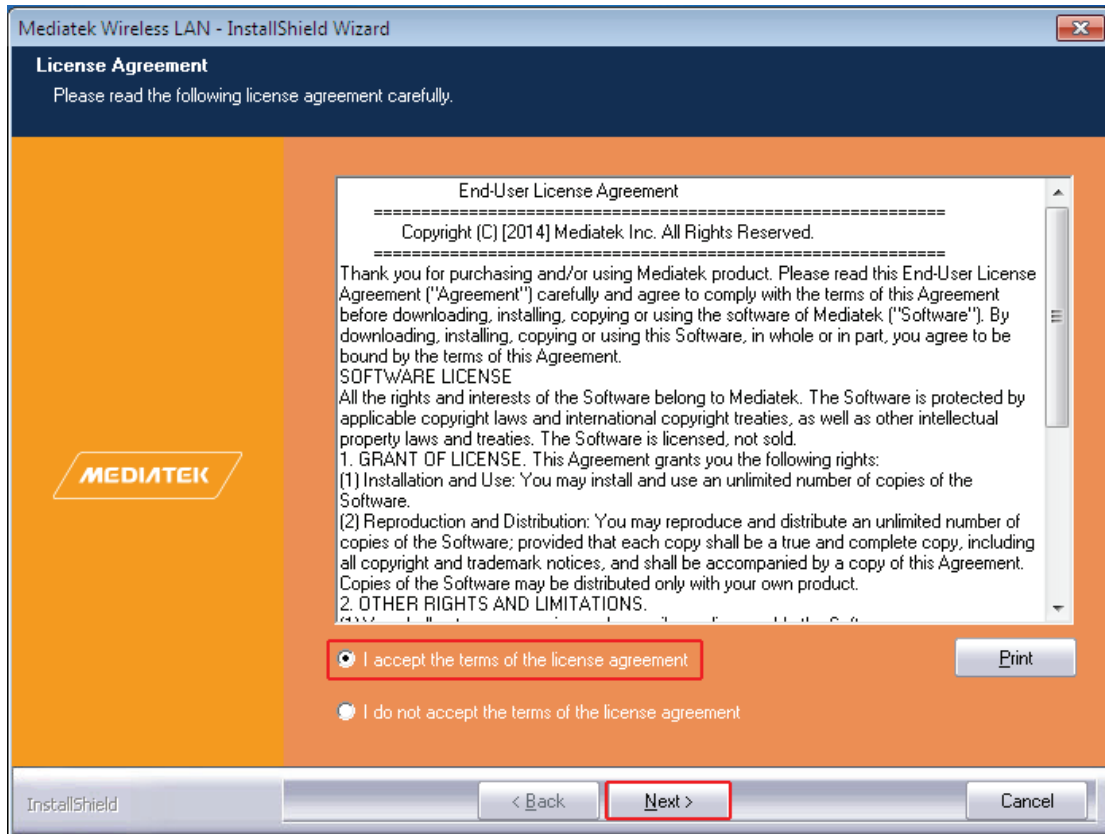 Mediatek Wireless LAN - InstallShield Wizard
License Agreement
Please read the following license agreement carefully.
End-User License Agreement
============================================================
Copyright (C) [2014] Mediatek Inc. All Rights Reserved.
============================================================
Thank you for purchasing and/or using Mediatek product. Please read this End-User License
Agreement ("Agreement") carefully and agree to comply with the terms of this Agreement
before downloading, installing, copying or using the software of Mediatek ("Software"). By
downloading, installing, copying or using this Software, in whole or in part, you agree to be
bound by the terms of this Agreement.
SOFTWARE LICENSE
All the rights and interests of the Software belong to Mediatek. The Software is protected by
applicable copyright laws and international copyright treaties, as well as other intellectual
property laws and treaties. The Software is licensed, not sold.
1. GRANT OF LICENSE. This Agreement grants you the following rights:
(1) Installation and Use: You may install and use an unlimited number of copies of the
Software.
(2) Reproduction and Distribution: You may reproduce and distribute an unlimited number of
copies of the Software; provided that each copy shall be a true and complete copy, including
all copyright and trademark notices, and shall be accompanied by a copy of this Agreement.
Copies of the Software may be distributed only with your own product.
2. OTHER RIGHTS AND LIMITATIONS.
MEDIATEK
I accept the terms of the license agreement
Print
I do not accept the terms of the license agreement
InstallShield
< Back
Next >
Cancel